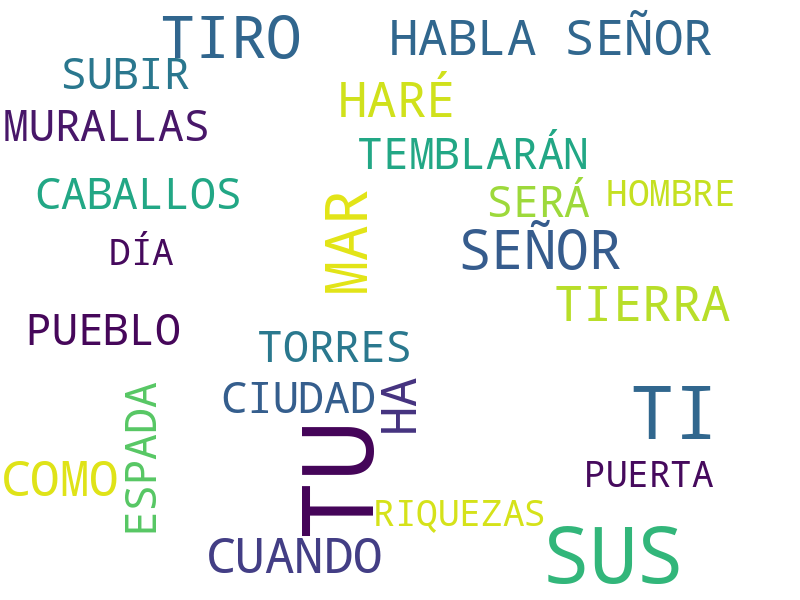 TIRO
HABLA SEÑOR
SUBIR
HARÉ
MURALLAS
TEMBLARÁN
CABALLOS
SERÁ
HOMBRE
MAR
DÍA
SEÑOR
TIERRA
PUEBLO
TORRES
CIUDAD
HA
TI
ESPADA
TU
COMO
PUERTA
RIQUEZAS
CUANDO
SUS